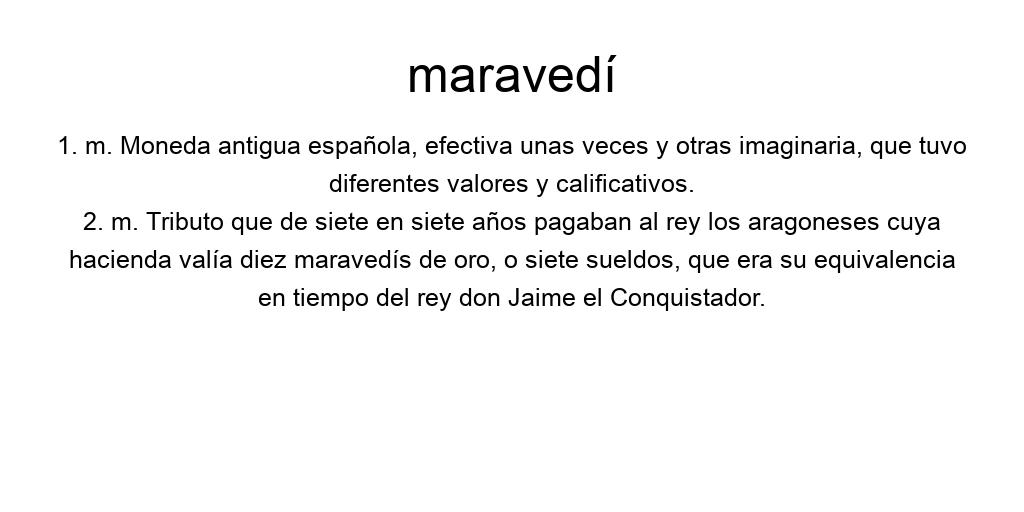 maravedí
1. m. Moneda antigua española, efectiva unas veces y otras imaginaria, que tuvo
diferentes valores y calificativos.
2. m. Tributo que de siete en siete años pagaban al rey los aragoneses cuya
hacienda valía diez maravedís de oro, o siete sueldos, que era su equivalencia
en tiempo del rey don Jaime el Conquistador.